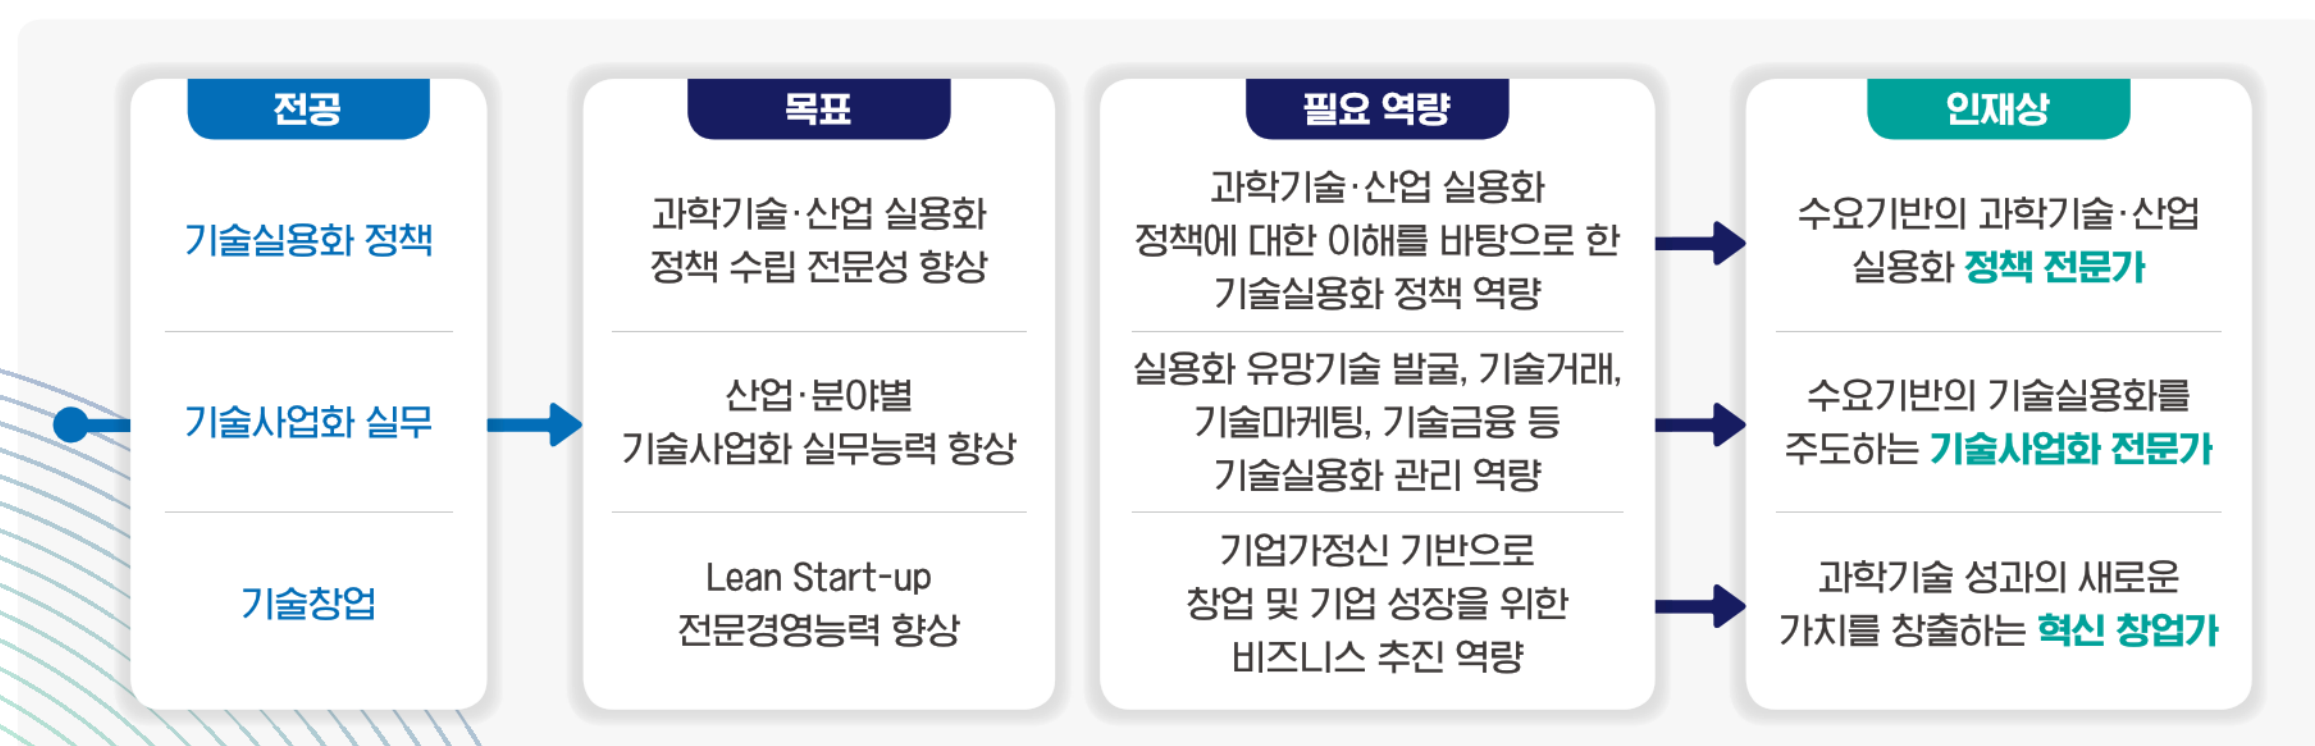 전공
기술실용화 정책
기술사업화 실무
기술창업
목표
과학기술·산업 실용화
정책 수립 전문성 향상
산업·분야별
기술사업화 실무능력 향상
Lean Start-up
전문경영능력 향상
필요 역량
과학기술·산업 실용화
정책에 대한 이해를 바탕으로 한
기술실용화 정책 역량
실용화 유망기술 발굴, 기술거래,
기술마케팅, 기술금융 등
기술실용화 관리 역량
기업가정신 기반으로
창업 및 기업 성장을 위한
비즈니스 추진 역량
인재상
수요기반의 과학기술·산업
실용화 정책 전문가
수요기반의 기술실용화를
주도하는 기술사업화 전문가
과학기술 성과의 새로운
가치를 창출하는 혁신 창업가